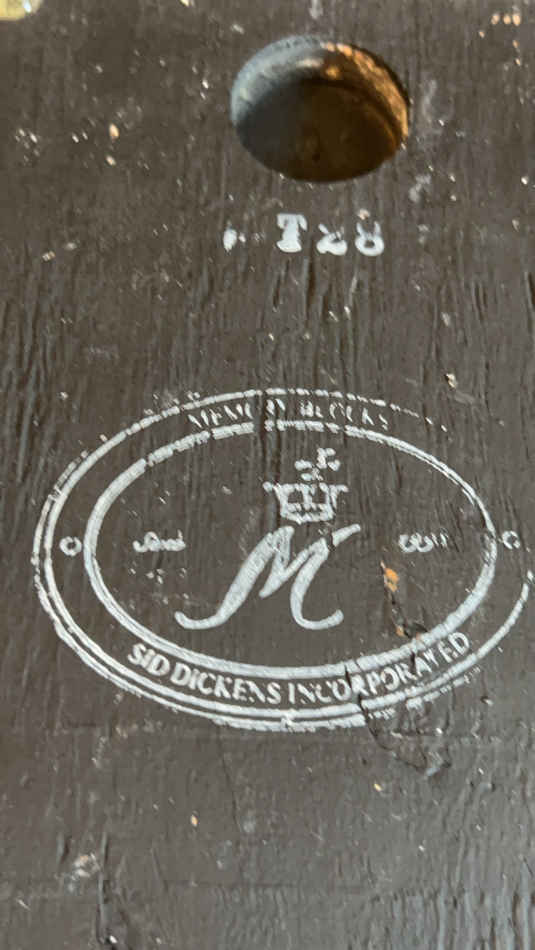 T28
MEMORY BLOCKS
M
SID DICKENS INCORPORATED